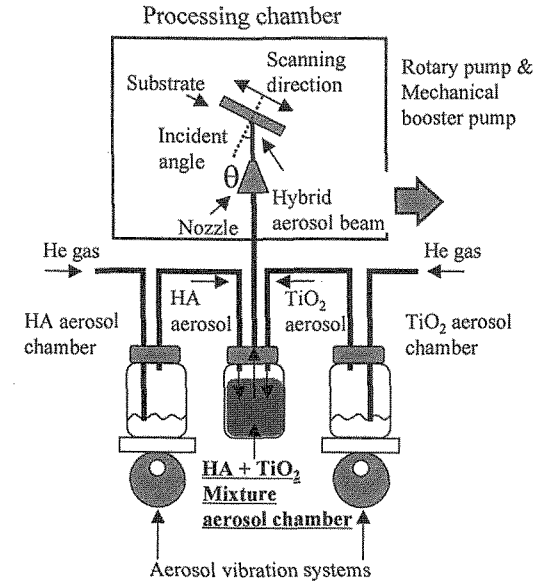 Processing chamber
Scanning
direction
Substrate
Rotary pump &
Mechanical
booster pump
Incident
angle
θ
Hybrid
aerosol beam
Nozzle
He gas
He gas
HA
aerosol
TiO2
aerosol
HA aerosol
chamber
TiO2 aerosol
chamber
HA + TiO2
Mixture
aerosol chamber
Aerosol vibration systems